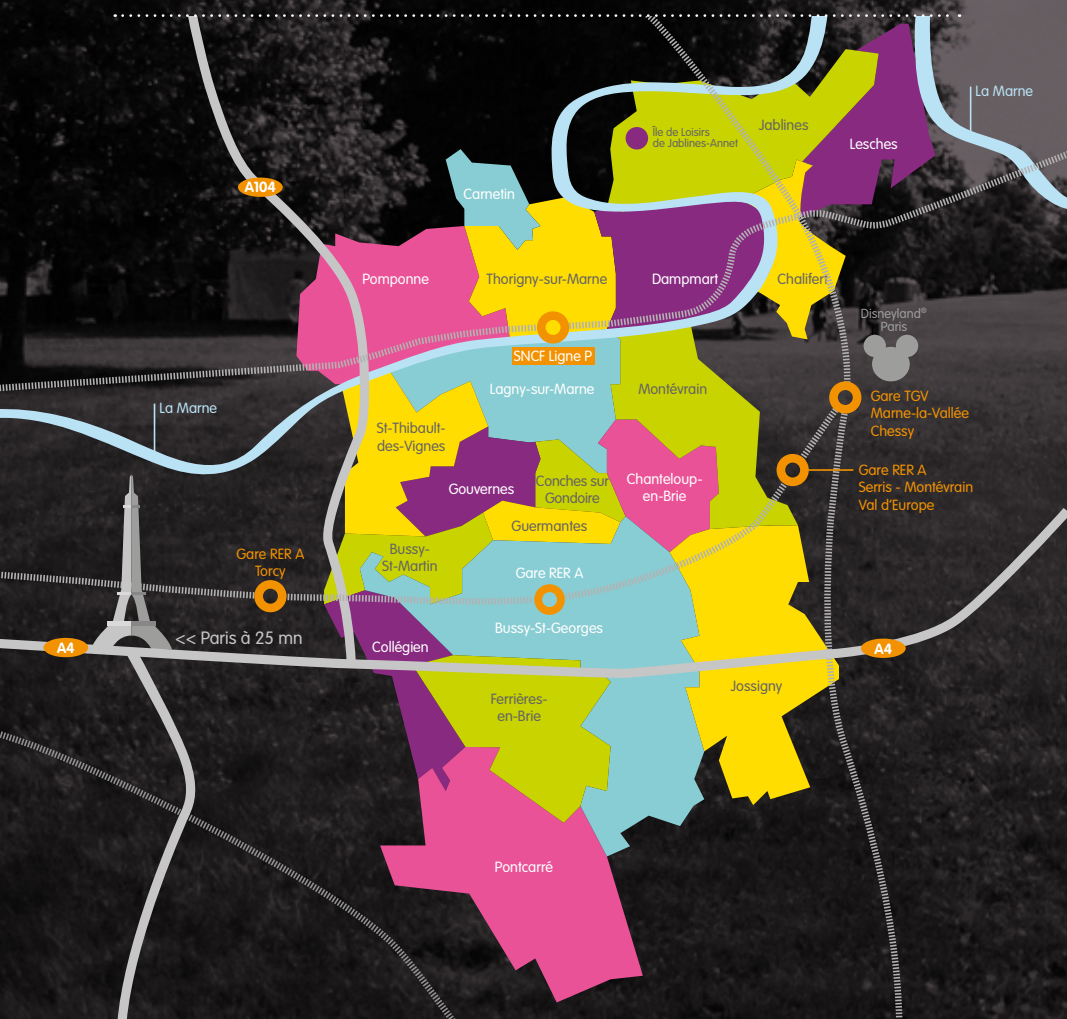 La Marne
Jablines
Île de Loisirs
de Jablines-Annet
Lesches
A104
Carnetin
Pomponne
Thorigny-sur-Marne
Dampmart
Chalifert
Disneyland®
Paris
SNCF Ligne P
Lagny-sur-Marne
Montévrain
Gare TGV
Marne-la-Vallée
Chessy
La Marne
St-Thibault-
des-Vignes
Gouvernes
Conches sur
Gondoire
Chanteloup-
en-Brie
Gare RER A
Serris - Montévrain
Val d'Europe
Guermantes
Bussy-
St-Martin
Gare RER A
Torcy
Gare RER A
Bussy-St-Georges
<< Paris à 25 mn
A4
Collégien
A4
Jossigny
Ferrières-
en-Brie
Pontcarré